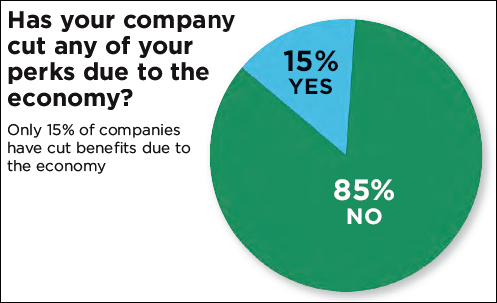 Has your company
cut any of your
perks due to the
economy?
Only 15% of companies
have cut benefits due to
the economy
15%
YES
85%
NO